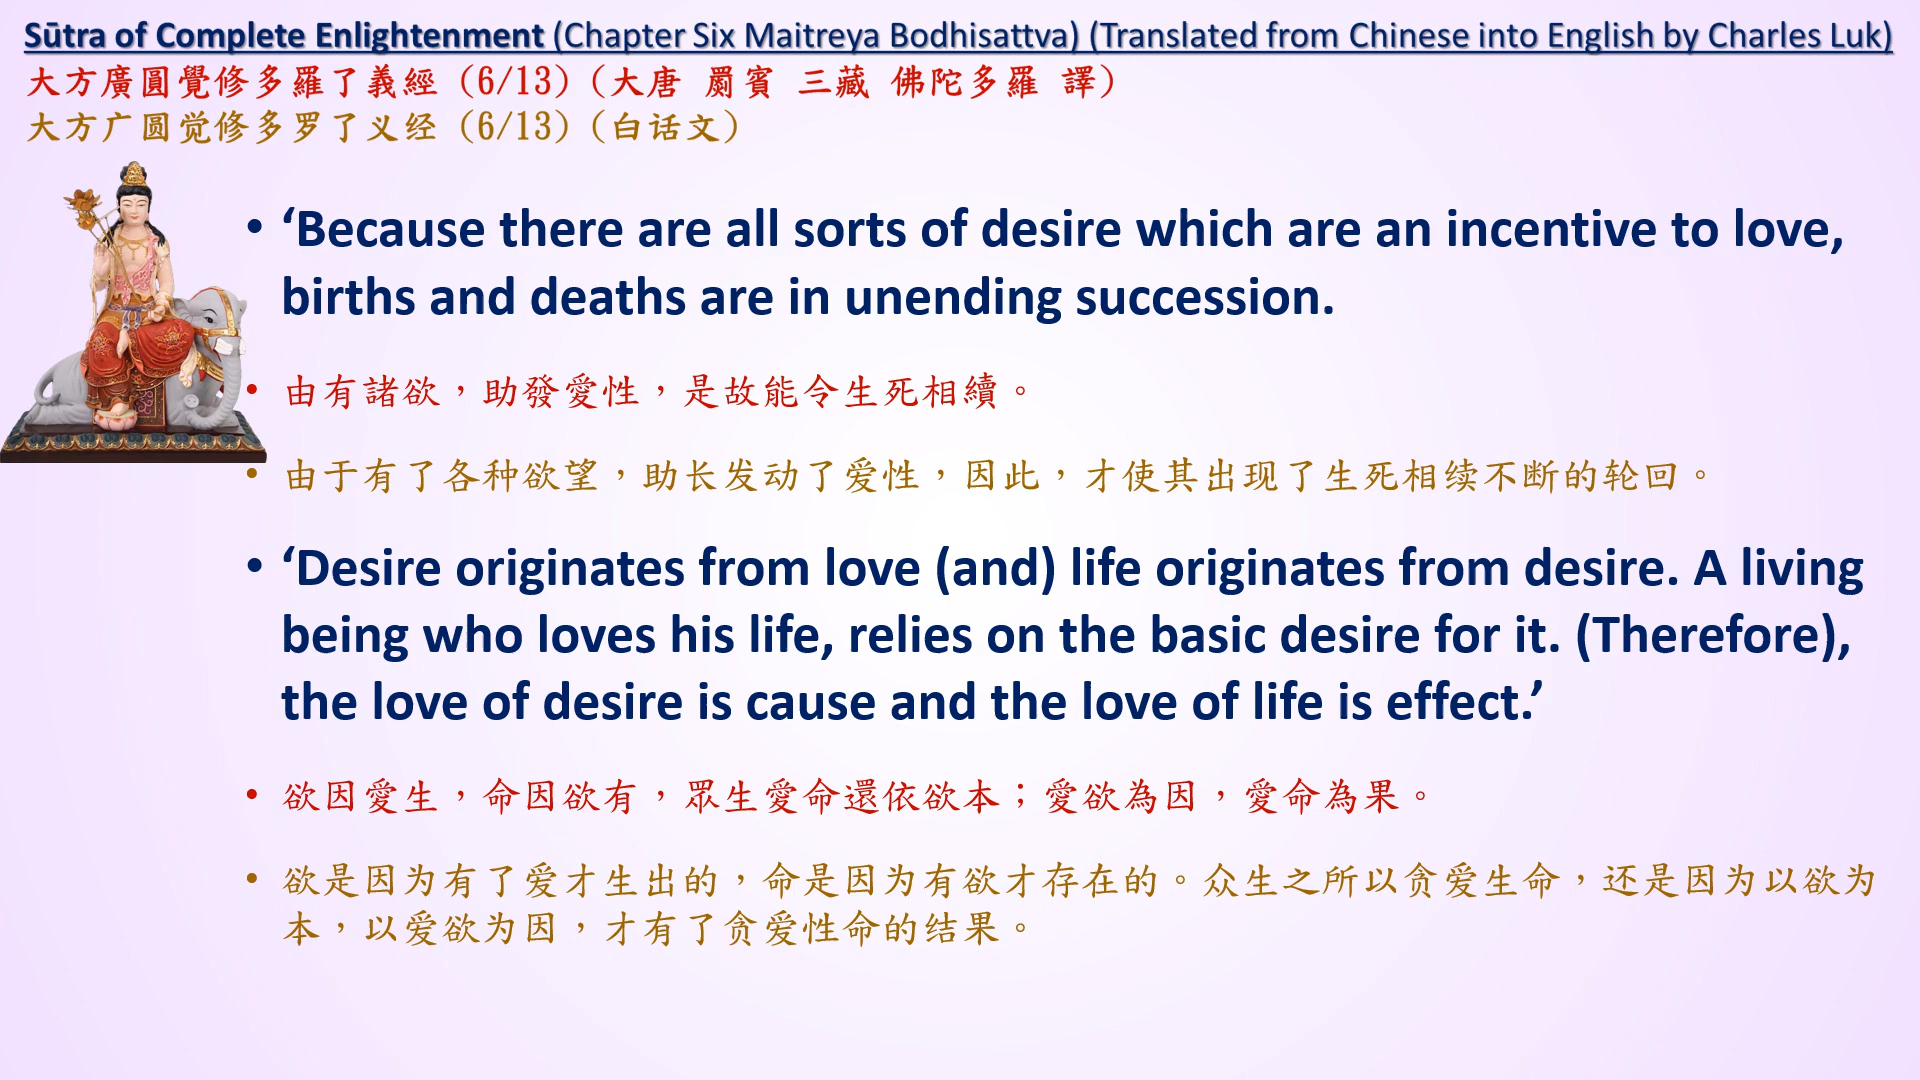 Sūtra of Complete Enlightenment (Chapter Six Maitreya Bodhisattva) (Translated from Chinese into English by Charles Luk)
大方廣圓覺修多羅了義經 (6/13) (大唐 罽賓 三藏 佛陀多羅 譯)
大方广圆觉修多罗了义经 (6/13) (白话文)
• ‘Because there are all sorts of desire which are an incentive to love,
births and deaths are in unending succession.
• 由有諸欲，助發愛性，是故能令生死相續。
• 由于有了各种欲望，助长发动了爱性，因此，才使其出现了生死相续不断的轮回。
• ‘Desire originates from love (and) life originates from desire. A living
being who loves his life, relies on the basic desire for it. (Therefore),
the love of desire is cause and the love of life is effect.’
• 欲因愛生，命因欲有，眾生愛命還依欲本；愛欲為因，愛命為果。
• 欲是因为有了爱才生出的，命是因为有欲才存在的。众生之所以贪爱生命，还是因为以欲为
本，以爱欲为因，才有了贪爱性命的结果。